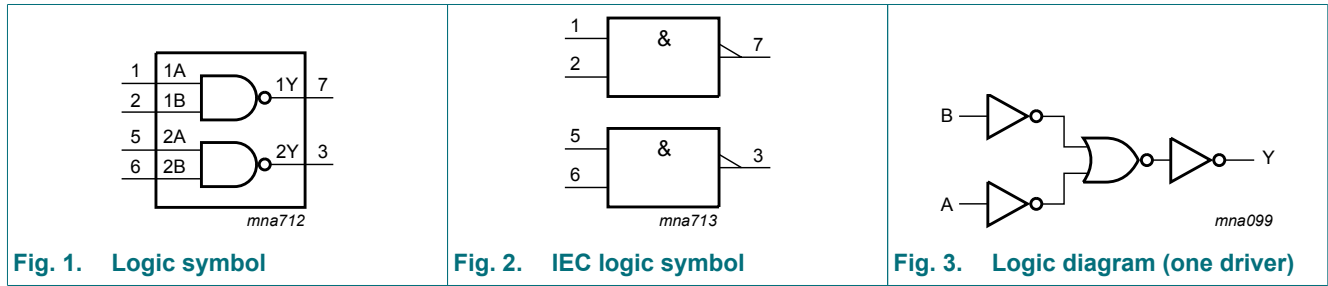 1 1A 1Y 7
2 1B
5 2A 2Y 3
6 2B
mna712
Fig. 1. Logic symbol
1 & 7
2
5 & 3
6
mna713
Fig. 2. IEC logic symbol
B Y
A
mna099
Fig. 3. Logic diagram (one driver)